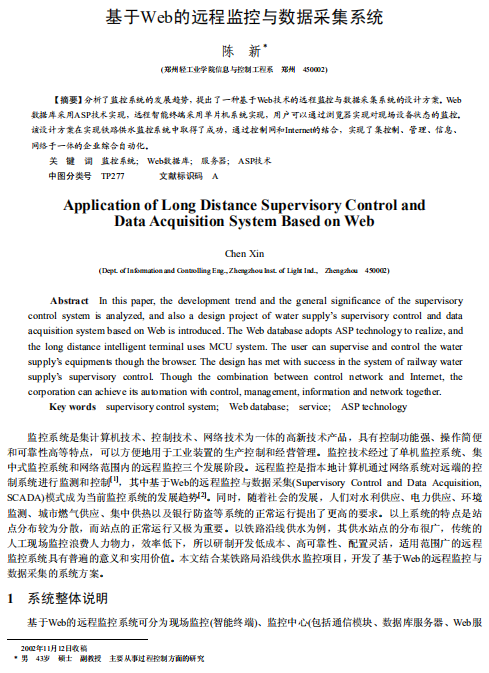 基于Web的远程监控与数据采集系统
陈 新*
(郑州轻工业学院信息与控制工程系 郑州 450002)
【摘要】分析了监控系统的发展趋势，提出了一种基于Web技术的远程监控与数据采集系统的设计方案。Web
数据库采用ASP技术实现，远程智能终端采用单片机系统实现，用户可以通过浏览器实现对现场设备状态的监控。
该设计方案在实现铁路供水监控系统中取得了成功，通过控制网和Internet的结合，实现了集控制、管理、信息、
网络于一体的企业综合自动化。
关 键 词 监控系统； Web数据库； 服务器； ASP技术
中图分类号 TP277 文献标识码 A
Application of Long Distance Supervisory Control and
Data Acquisition System Based on Web
Chen Xin
(Dept. of Information and Controlling Eng., Zhengzhou Inst. of Light Ind., Zhengzhou 450002)
Abstract In this paper, the development trend and the general significance of the supervisory
control system is analyzed, and also a design project of water supply's supervisory control and data
acquisition system based on Web is introduced. The Web database adopts ASP technology to realize, and
the long distance intelligent terminal uses MCU system. The user can supervise and control the water
supply's equipments though the browser. The design has met with success in the system of railway water
supply's supervisory control. Though the combination between control network and Internet, the
corporation can achieve its automation with control, management, information and network together.
Key words supervisory control system; Web database; service; ASP technology
监控系统是集计算机技术、控制技术、网络技术为一体的高新技术产品，具有控制功能强、操作简便
和可靠性高等特点，可以方便地用于工业装置的生产控制和经营管理。监控技术经过了单机监控系统、集
中式监控系统和网络范围内的远程监控三个发展阶段。远程监控是指本地计算机通过网络系统对远端的控
制系统进行监测和控制[1]，其中基于Web的远程监控与数据采集(Supervisory Control and Data Acquisition,
SCADA)模式成为当前监控系统的发展趋势[2]。同时，随着社会的发展，人们对水利供应、电力供应、环境
监测、城市燃气供应、集中供热以及银行防盗等系统的正常运行提出了更高的要求。以上系统的特点是站
点分布较为分散，而站点的正常运行又极为重要。以铁路沿线供水为例，其供水站点的分布很广，传统的
人工现场监控浪费人力物力，效率低下，所以研制开发低成本、高可靠性、配置灵活，适用范围广的远程
监控系统具有普遍的意义和实用价值。本文结合某铁路局沿线供水监控项目，开发了基于Web的远程监控与
数据采集的系统方案。
1 系统整体说明
基于Web的远程监控系统可分为现场监控(智能终端)、监控中心(包括通信模块、数据库服务器、Web服
2002年11月12日收稿
* 男 43岁 硕士 副教授 主要从事过程控制方面的研究